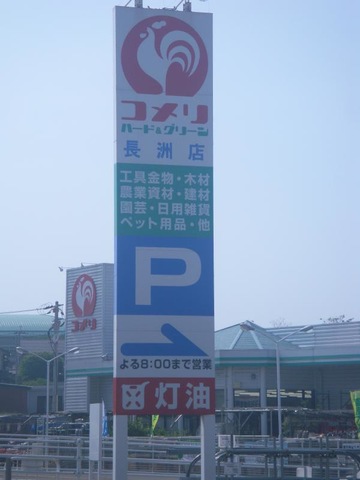 コメリ
ハード&グリーン
長洲店
工具金物・木材
農業資材・建材
園芸・日用雑貨
ペット用品・他
P
よる8:00まで営業
灯油
コメリ